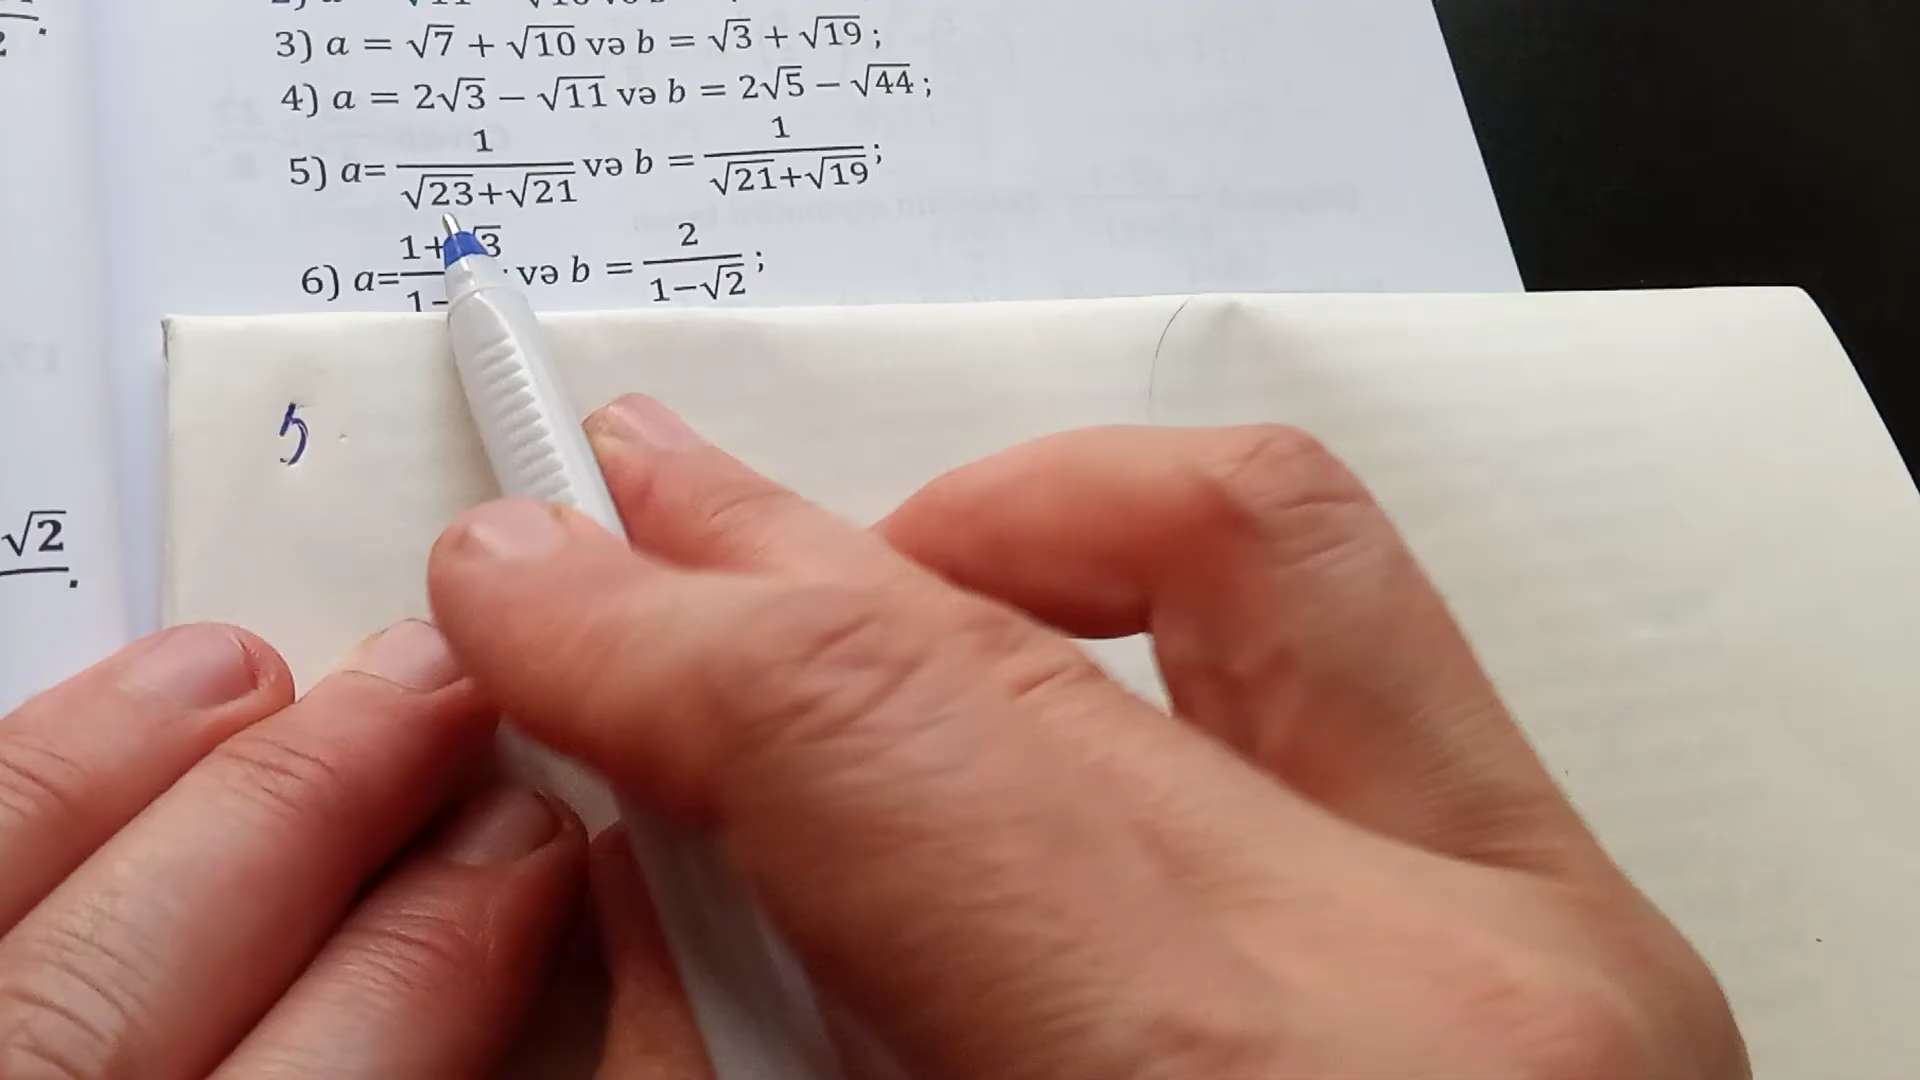 3) a = √7 + √10 və b = √3 + √19 ;
4) a = 2√3 − √11 və b = 2√5 − √44 ;
5) a= 1/(√23+√21) və b = 1/(√21+√19) ;
6) a= və b = 2/(1−√2) ;
5
√2